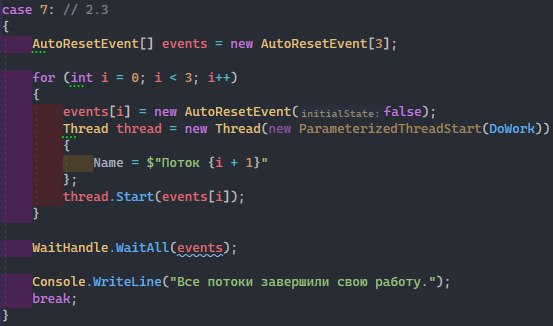 case 7: // 2.3
{
AutoResetEvent[] events = new AutoResetEvent[3];
for (int i = 0; i < 3; i++)
{
events[i] = new AutoResetEvent(initialState: false);
Thread thread = new Thread(new ParameterizedThreadStart(DoWork))
{
Name = $"Поток {i + 1}"
};
thread.Start(events[i]);
}
WaitHandle.WaitAll(events);
Console.WriteLine("Все потоки завершили свою работу.");
break;
}